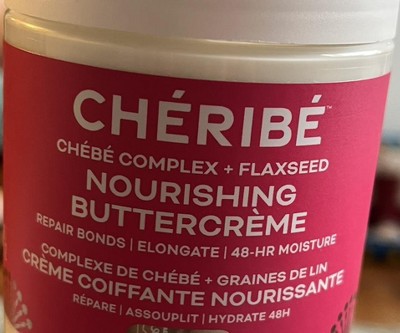 CHÉRIBÉ™
CHÉBÉ COMPLEX + FLAXSEED
NOURISHING
BUTTERCRÈME
REPAIR BONDS | ELONGATE | 48-HR MOISTURE
COMPLEXE DE CHÉBÉ + GRAINES DE LIN
CRÈME COIFFANTE NOURISSANTE
RÉPARE | ASSOUPLIT | HYDRATE 48H